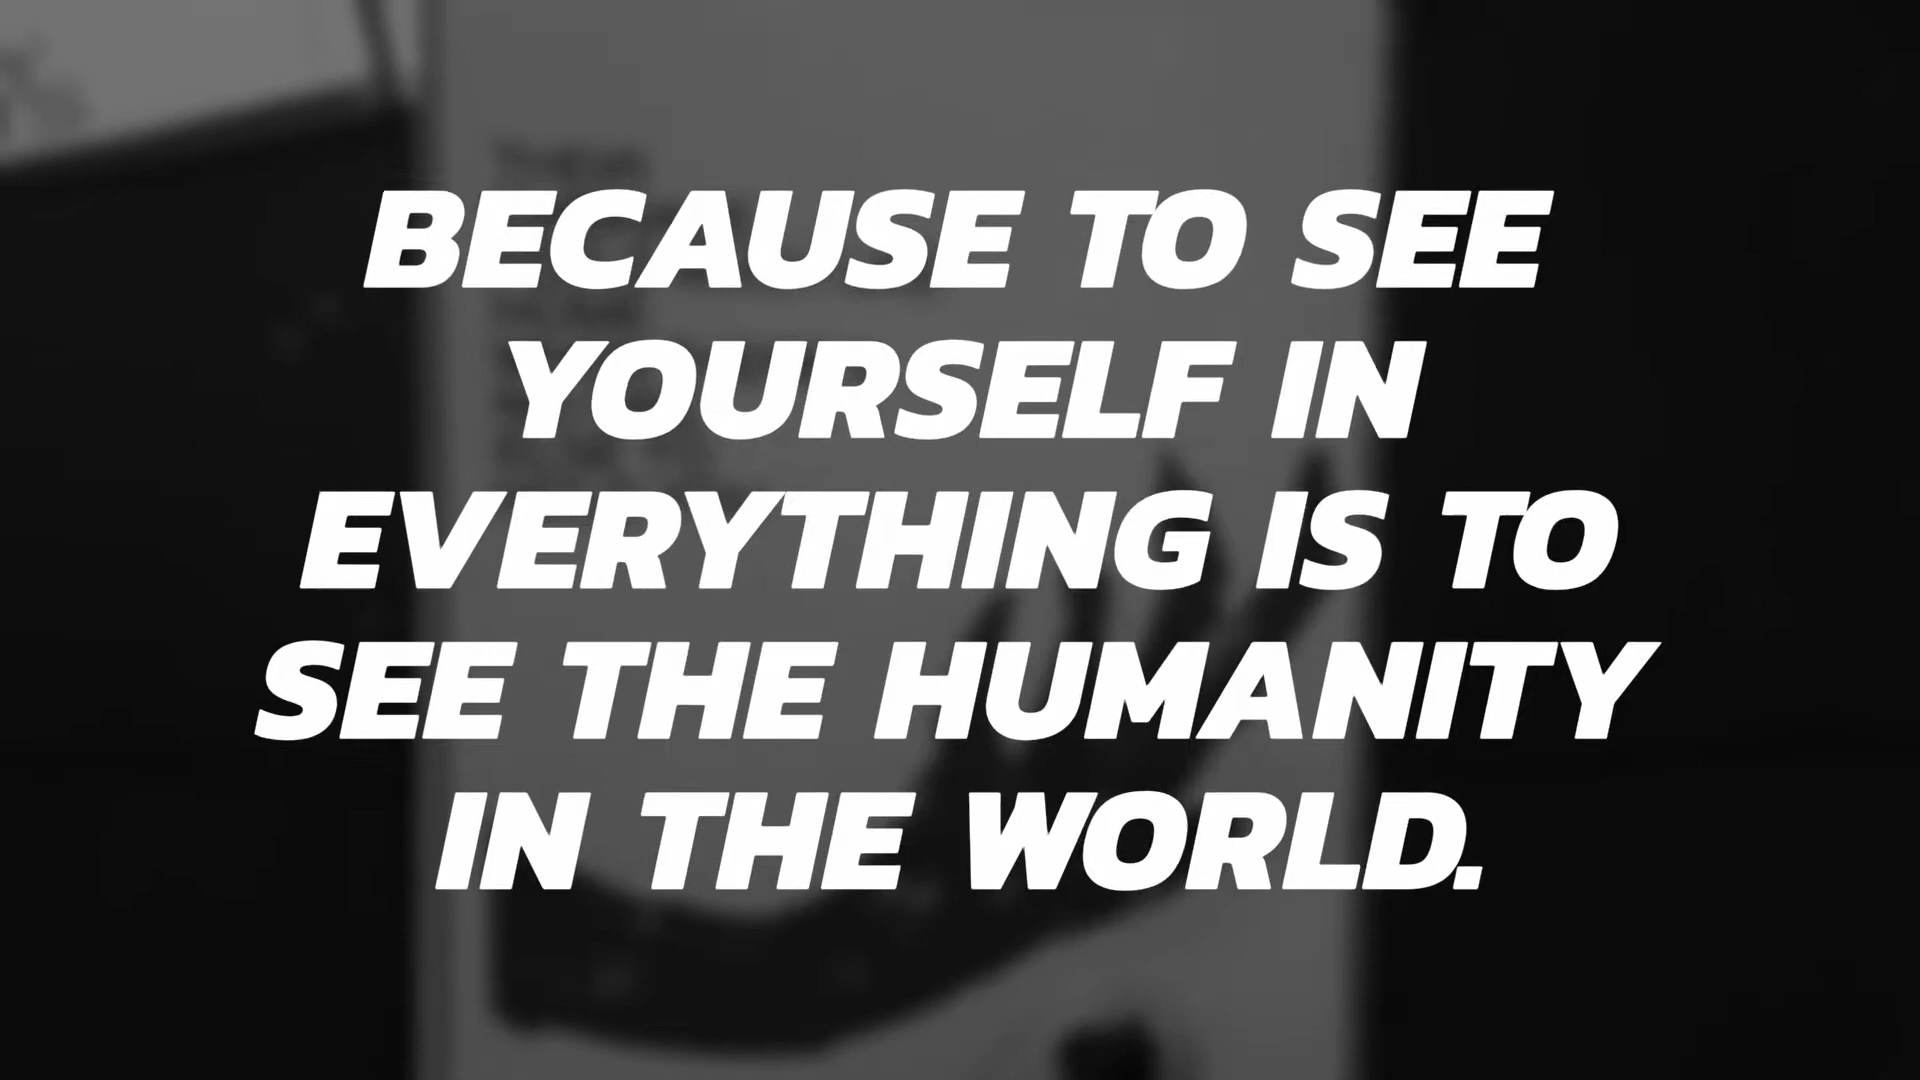 BECAUSE TO SEE
YOURSELF IN
EVERYTHING IS TO
SEE THE HUMANITY
IN THE WORLD.